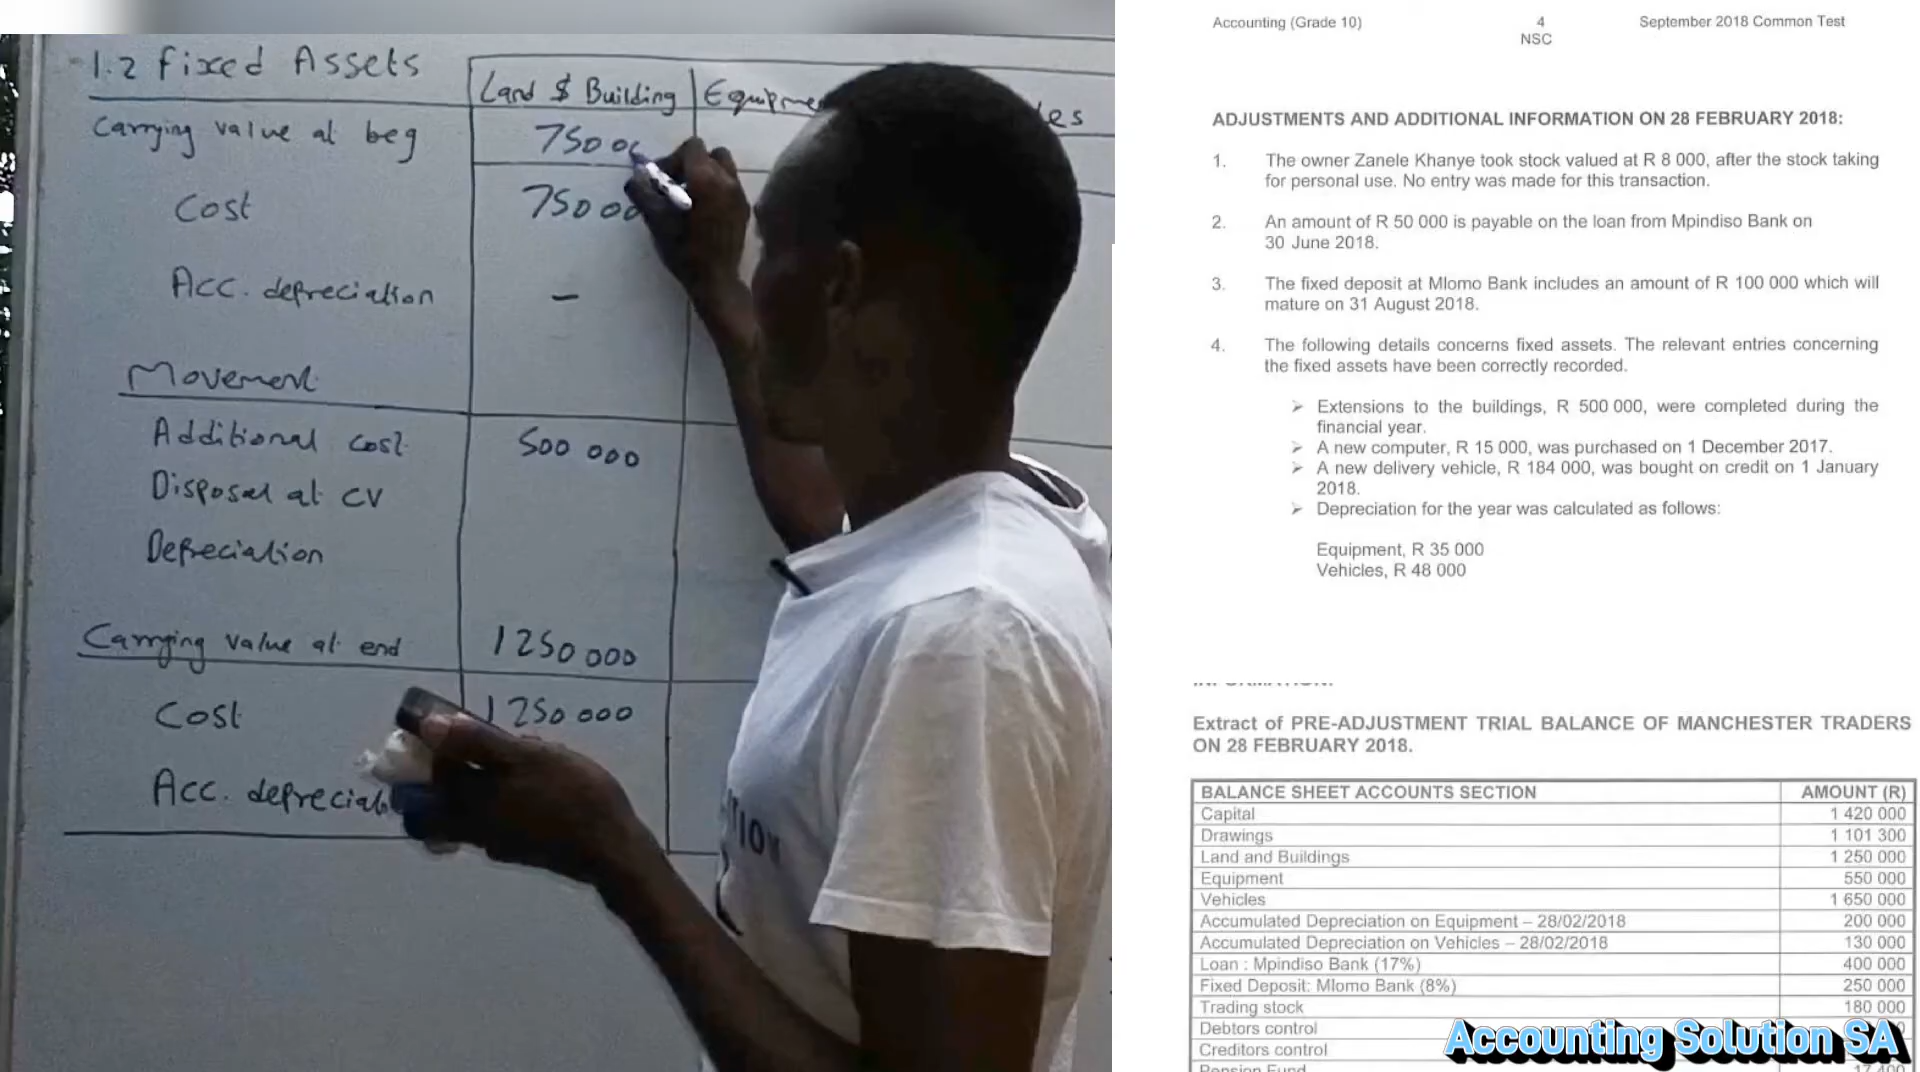 1.2 Fixed Assets
Land $ Building
Carrying value at beg
750
Cost
750 00
Acc. depreciation
-
Movement
Additional cost
500 000
Disposal at CV
Depreciation
Carrying value at end
1250 000
Cost
1250 000
Acc.
Accounting (Grade 10) 4 September 2018 Common Test
NSC
ADJUSTMENTS AND ADDITIONAL INFORMATION ON 28 FEBRUARY 2018:
1. The owner Zanele Khanye took stock valued at R 8 000, after the stock taking
for personal use. No entry was made for this transaction.
2. An amount of R 50 000 is payable on the loan from Mpindiso Bank on
30 June 2018.
3. The fixed deposit at Mlomo Bank includes an amount of R 100 000 which will
mature on 31 August 2018.
4. The following details concerns fixed assets. The relevant entries concerning
the fixed assets have been correctly recorded.
➢ Extensions to the buildings, R 500 000, were completed during the
financial year.
➢ A new computer, R 15 000, was purchased on 1 December 2017.
➢ A new delivery vehicle, R 184 000, was bought on credit on 1 January
2018.
➢ Depreciation for the year was calculated as follows:
Equipment, R 35 000
Vehicles, R 48 000
Extract of PRE-ADJUSTMENT TRIAL BALANCE OF MANCHESTER TRADERS
ON 28 FEBRUARY 2018.
BALANCE SHEET ACCOUNTS SECTION AMOUNT (R)
Capital 1 420 000
Drawings 1 101 300
Land and Buildings 1 250 000
Equipment 550 000
Vehicles 1 650 000
Accumulated Depreciation on Equipment – 28/02/2018 200 000
Accumulated Depreciation on Vehicles – 28/02/2018 130 000
Loan : Mpindiso Bank (17%) 400 000
Fixed Deposit: Mlomo Bank (8%) 250 000
Trading stock 180 000
Debtors control
Creditors control
Pension Fund 17 400
Accounting Solution SA